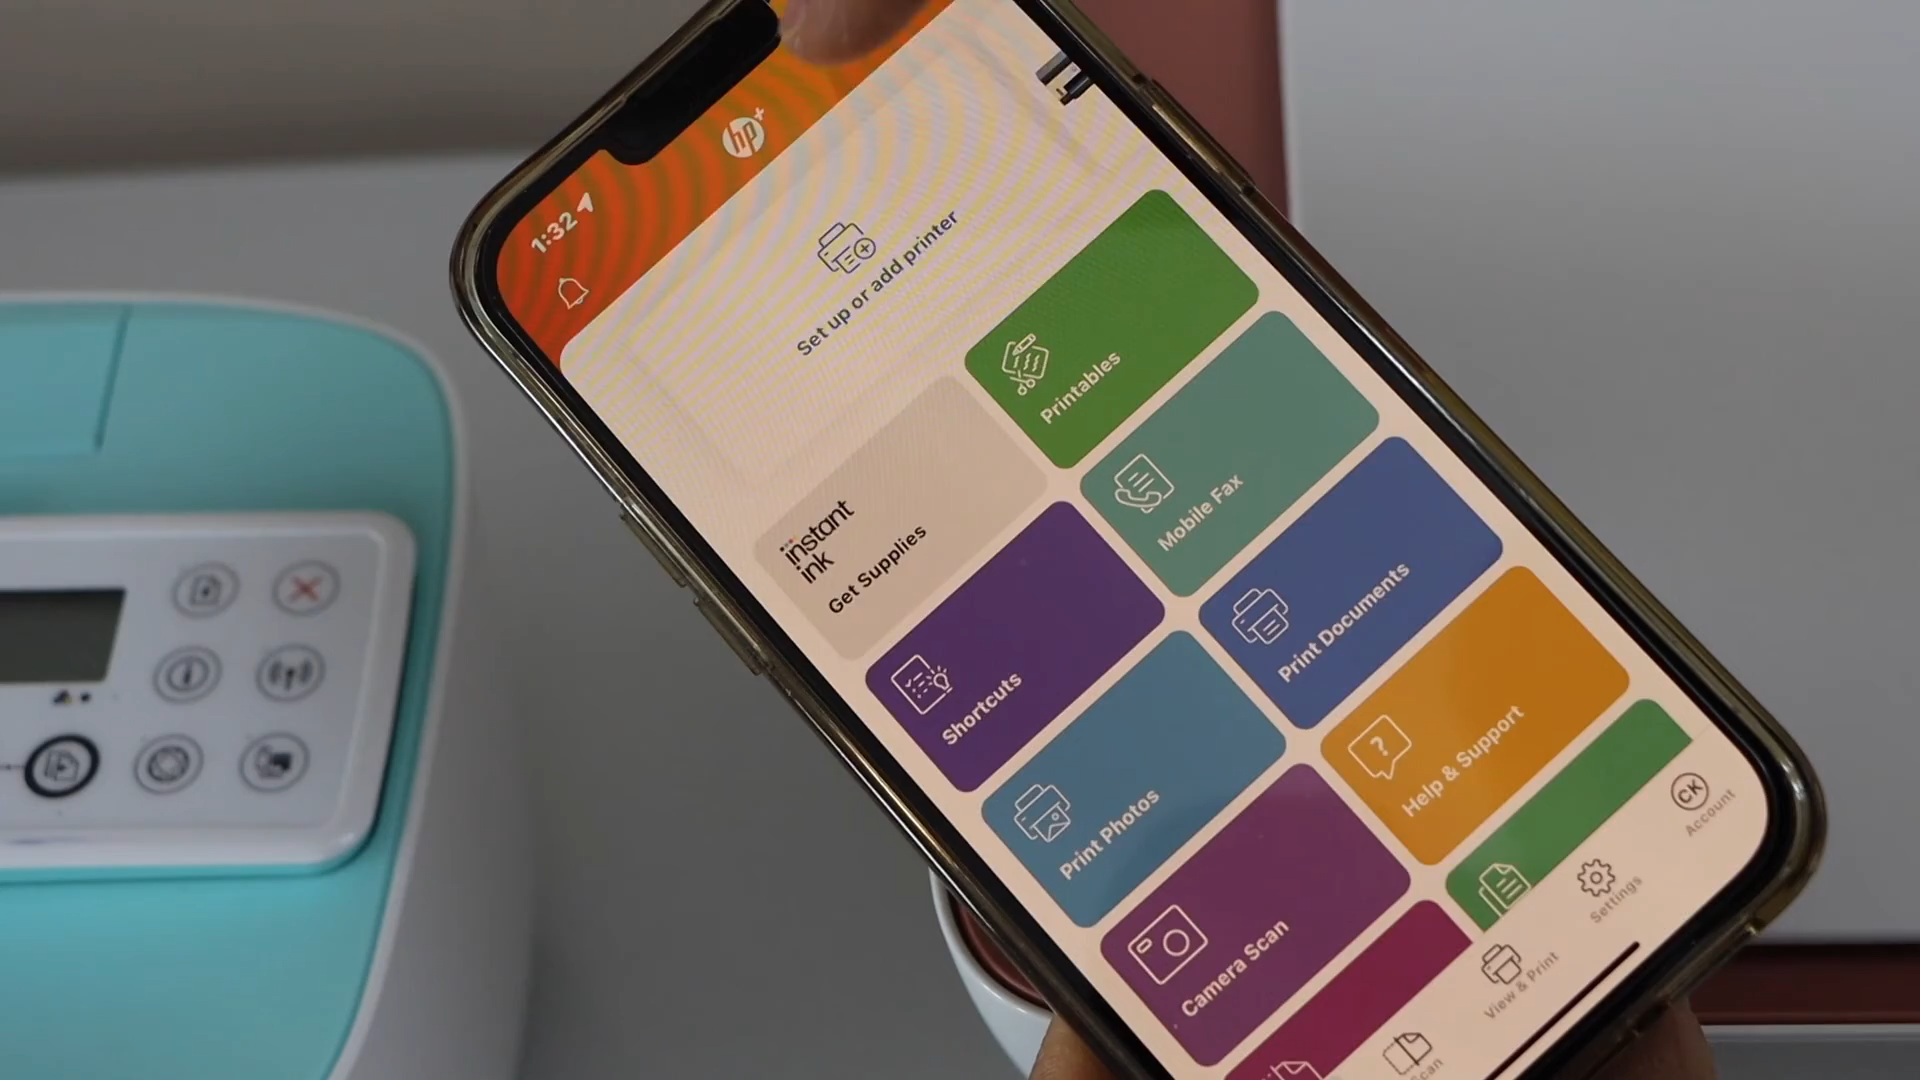 1:32
hp+
Set up or add printer
instant
ink
Get Supplies
Printables
Shortcuts
Mobile Fax
Print Photos
Print Documents
Camera Scan
Help & Support
View & Print
Settings
CK
Account